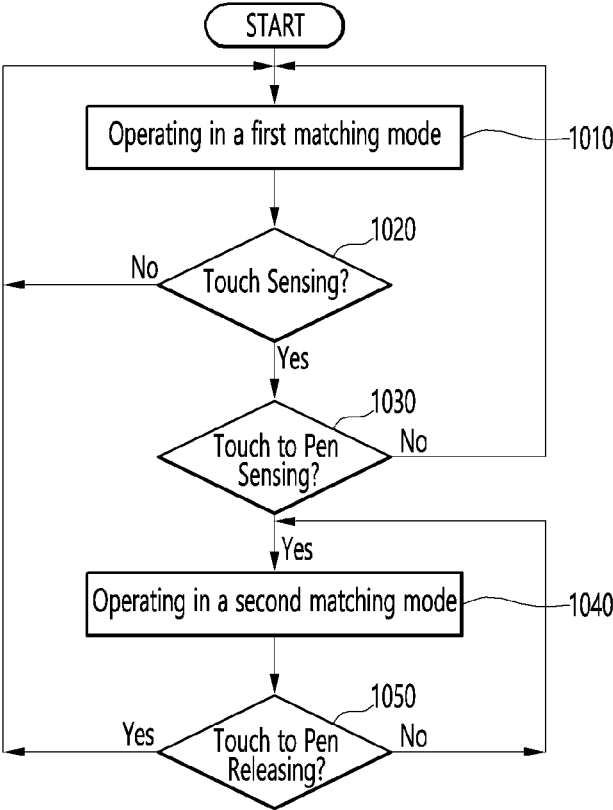 START
Operating in a first matching mode
1010
1020
No
Touch Sensing?
Yes
1030
Touch to Pen
Sensing?
No
Yes
Operating in a second matching mode
1040
1050
Yes
Touch to Pen
Releasing?
No